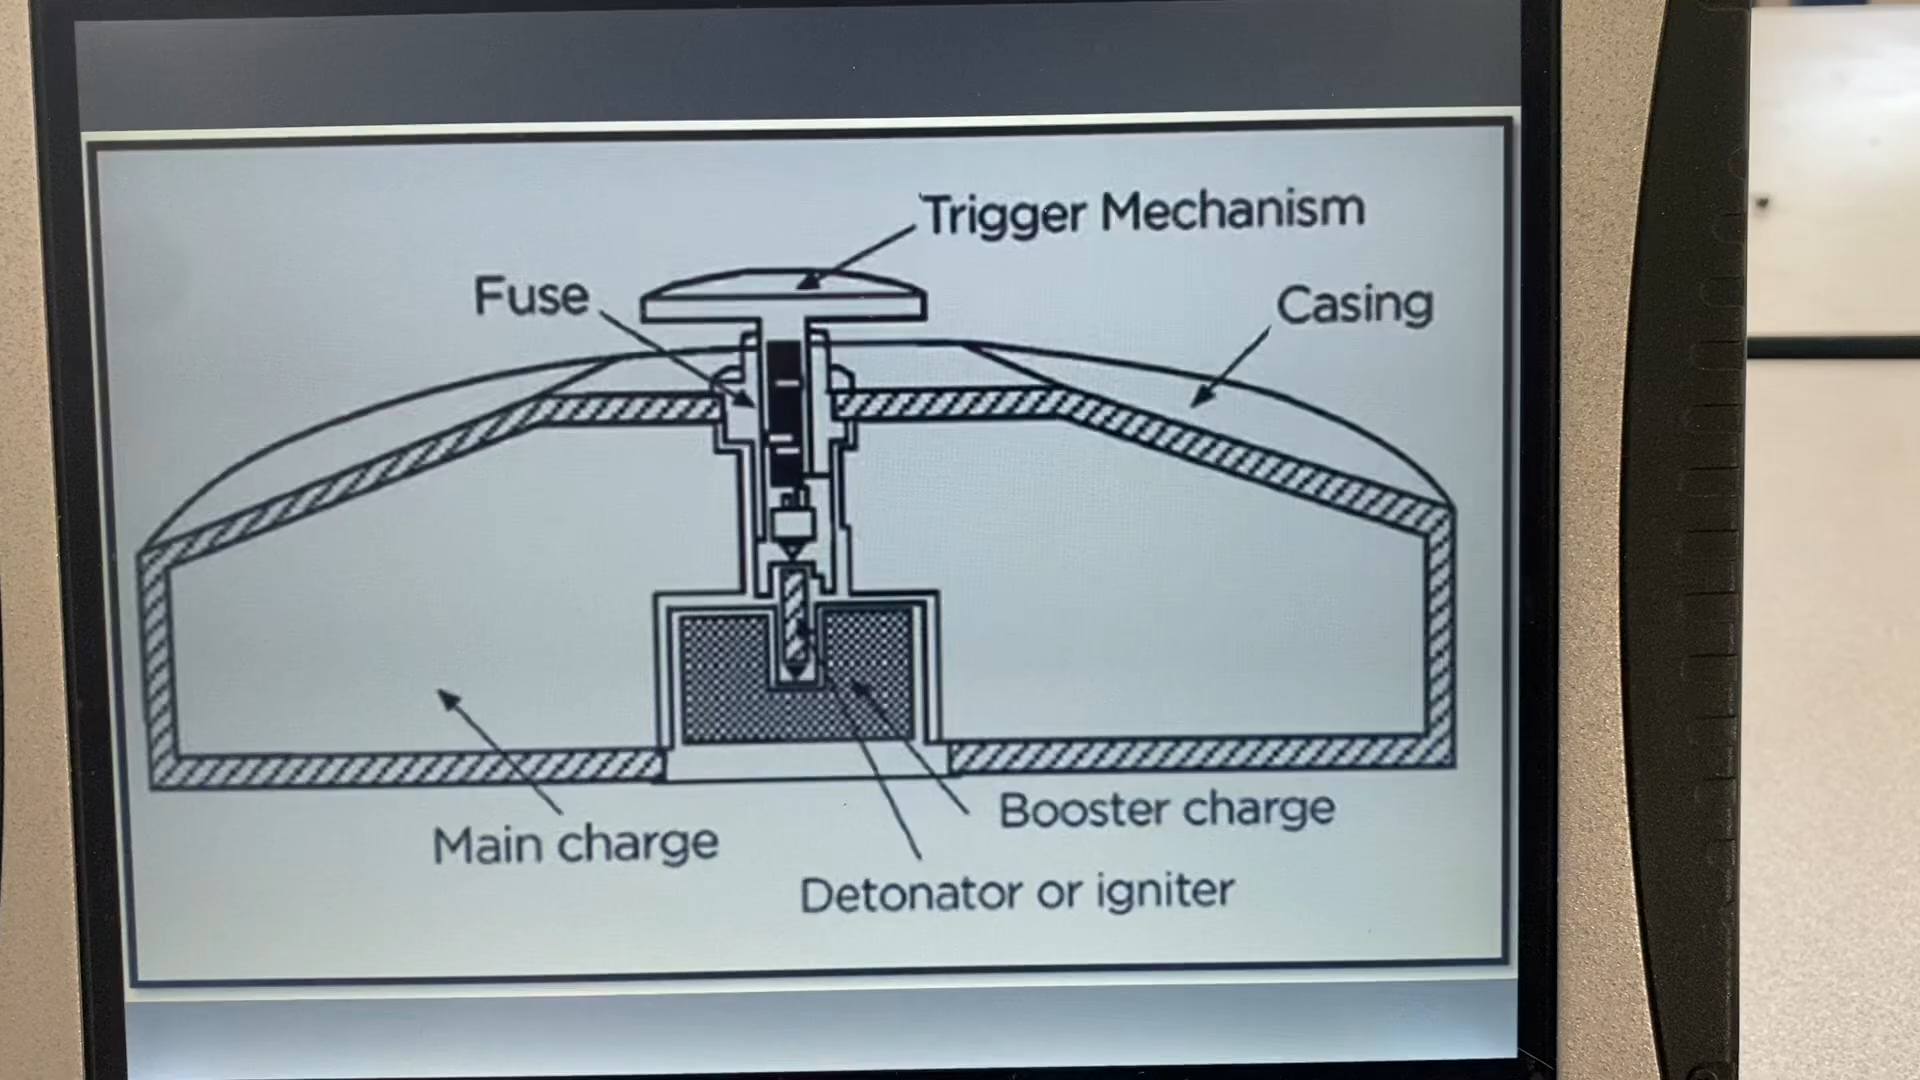 Trigger Mechanism
Fuse
Casing
Booster charge
Main charge
Detonator or igniter